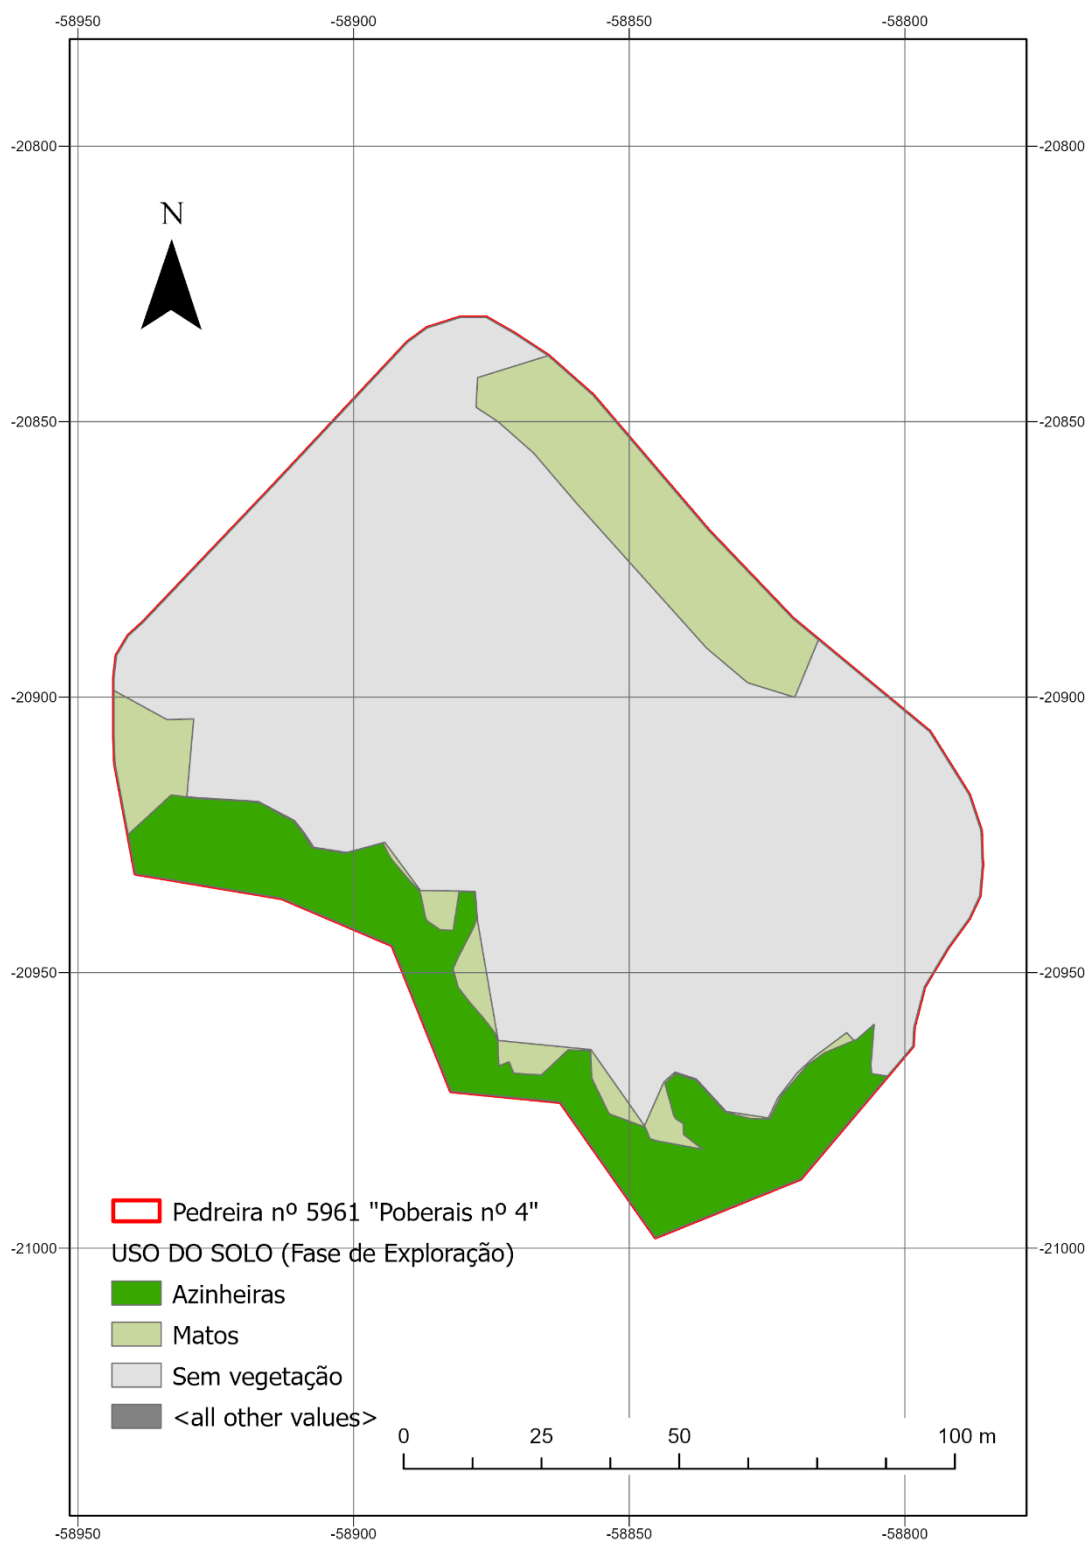 -58950 -58900 -58850 -58800
-20800 -20800
N
-20850 -20850
-20900 -20900
-20950 -20950
Pedreira nº 5961 "Poberais nº 4"
-21000 -21000
USO DO SOLO (Fase de Exploração)
Azinheiras
Matos
Sem vegetação
<all other values>
0 25 50 100 m
-58950 -58900 -58850 -58800